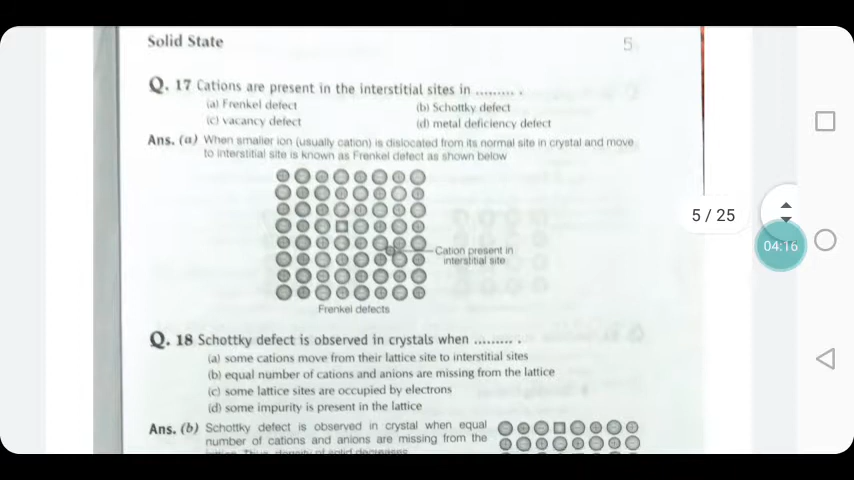 Solid State
5
Q. 17 Cations are present in the interstitial sites in ......... .
(a) Frenkel defect
(b) Schottky defect
(c) vacancy defect
(d) metal deficiency defect
Ans. (a) When smaller ion (usually cation) is dislocated from its normal site in crystal and move
to interstitial site is known as Frenkel defect as shown below
5 / 25
04:16
Cation present in
interstitial site
Frenkel defects
Q. 18 Schottky defect is observed in crystals when ......... .
(a) some cations move from their lattice site to interstitial sites
(b) equal number of cations and anions are missing from the lattice
(c) some lattice sites are occupied by electrons
(d) some impurity is present in the lattice
Ans. (b) Schottky defect is observed in crystal when equal
number of cations and anions are missing from the